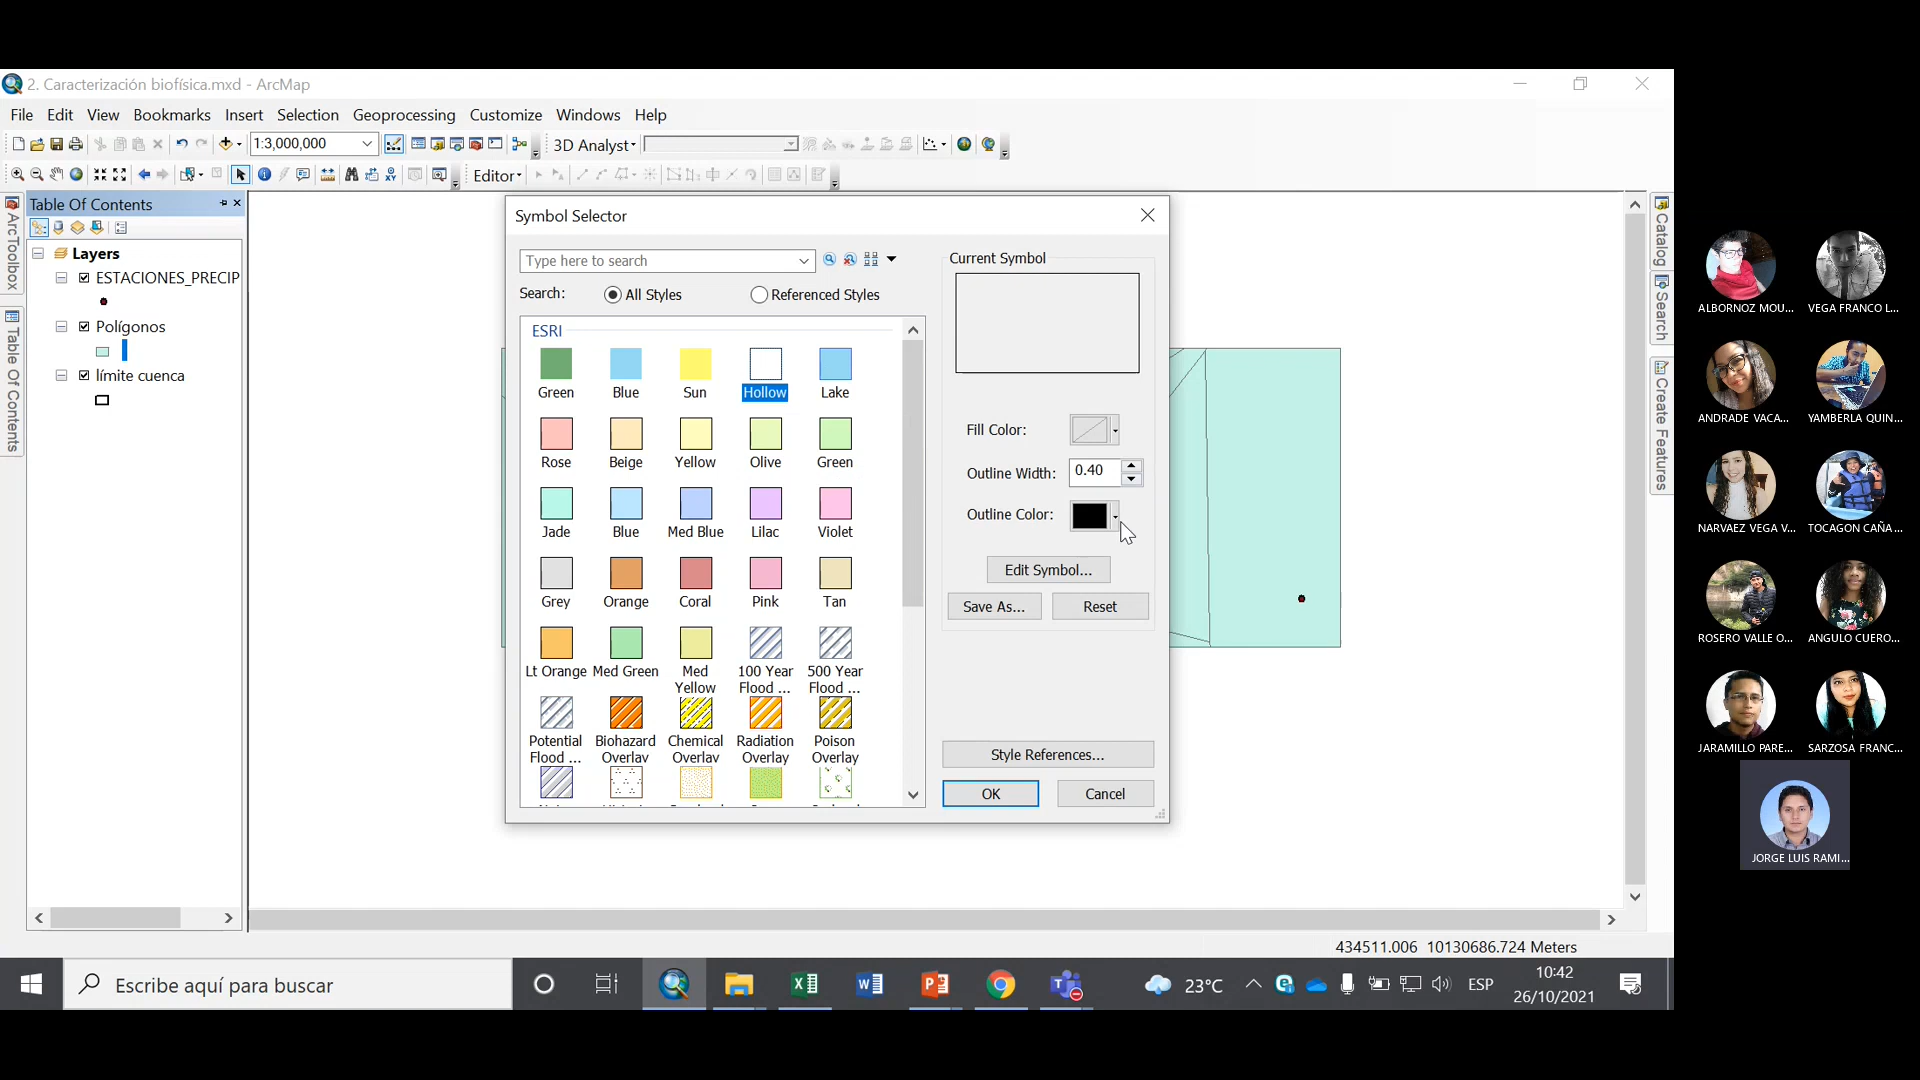 2. Caracterización biofísica.mxd - ArcMap
File Edit View Bookmarks Insert Selection Geoprocessing Customize Windows Help
1:3,000,000
3D Analyst
Editor
ArcToolbox
Table Of Contents
Table Of Contents
Layers
ESTACIONES_PRECIP
Polígonos
límite cuenca
Symbol Selector
Type here to search
Search:
All Styles
Referenced Styles
ESRI
Green Blue Sun Hollow Lake
Rose Beige Yellow Olive Green
Jade Blue Med Blue Lilac Violet
Grey Orange Coral Pink Tan
Lt Orange Med Green Med Yellow 100 Year Flood ... 500 Year Flood ...
Potential Flood ... Biohazard Overlay Chemical Overlay Radiation Overlay Poison Overlay
Current Symbol
Fill Color:
Outline Width: 0.40
Outline Color:
Edit Symbol...
Save As... Reset
Style References...
OK Cancel
Catalog
Search
Create Features
434511.006 10130686.724 Meters
Escribe aquí para buscar
23°C
ESP
10:42
26/10/2021
ALBORNOZ MOU... VEGA FRANCO L...
ANDRADE VACA... YAMBERLA QUIN...
NARVAEZ VEGA V... TOCAGON CAÑA...
ROSERO VALLE O... ANGULO CUERO...
JARAMILLO PARE... SARZOSA FRANC...
JORGE LUIS RAMI...